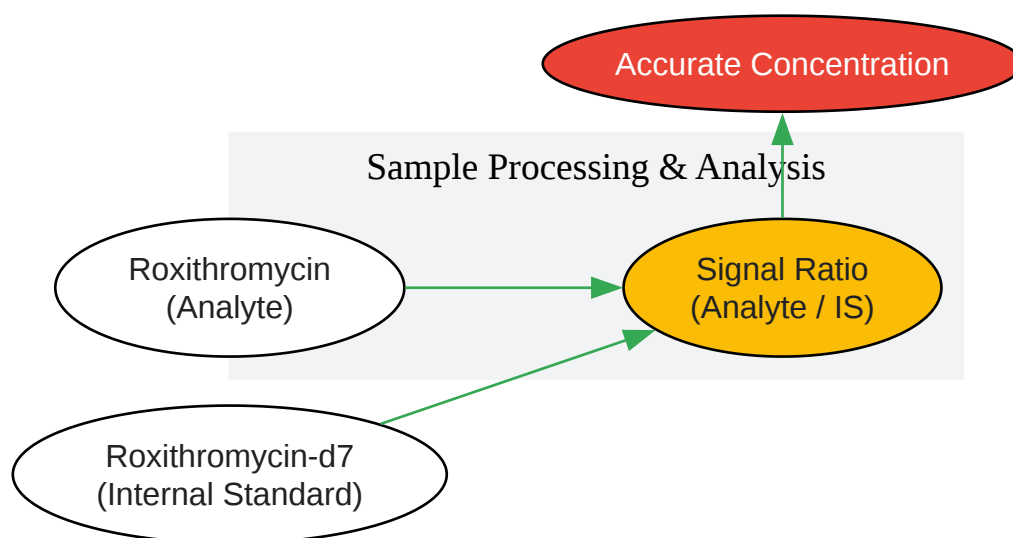 Accurate Concentration
Sample Processing & Analysis
Roxithromycin
(Analyte)
Signal Ratio
(Analyte / IS)
Roxithromycin-d7
(Internal Standard)